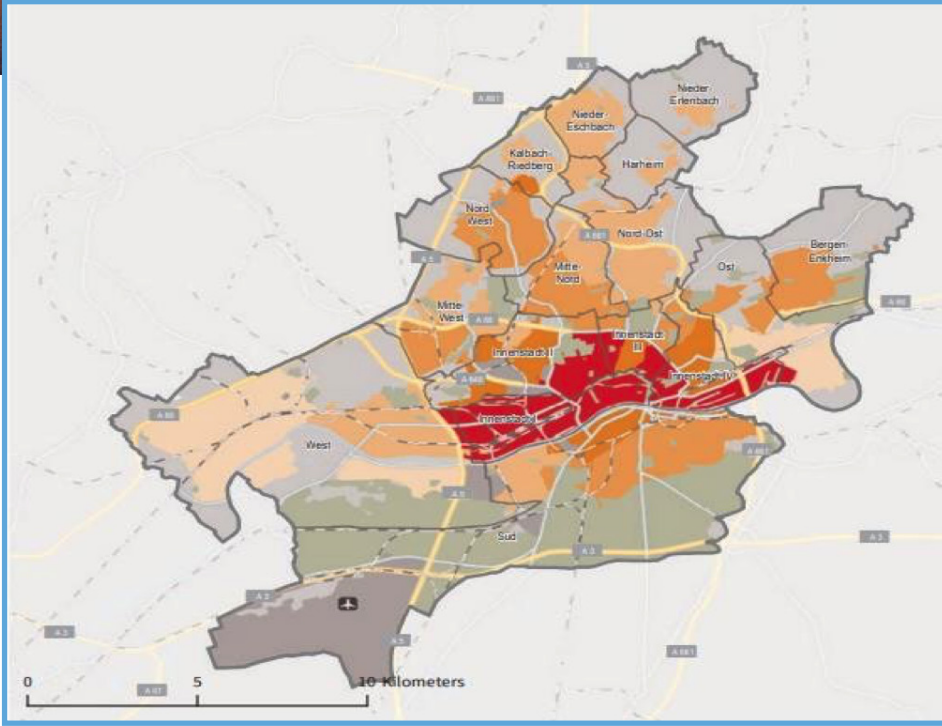 A 5
A 661
Nieder-
Erlenbach
Nieder-
Eschbach
Kalbach-
Riedberg
Harheim
Nord
West
A 661
Nord-Ost
Bergen-
Enkheim
A 5
Mitte-
Nord
Ost
Mitte-
West
A 66
A 66
Innenstadt
III
Innenstadt II
A 648
Innenstadt IV
A 66
Innenstadt I
West
A 661
A 5
Süd
A 3
A 3
A 3
A 3
A 5
A 661
A 67
0
5
10 Kilometers